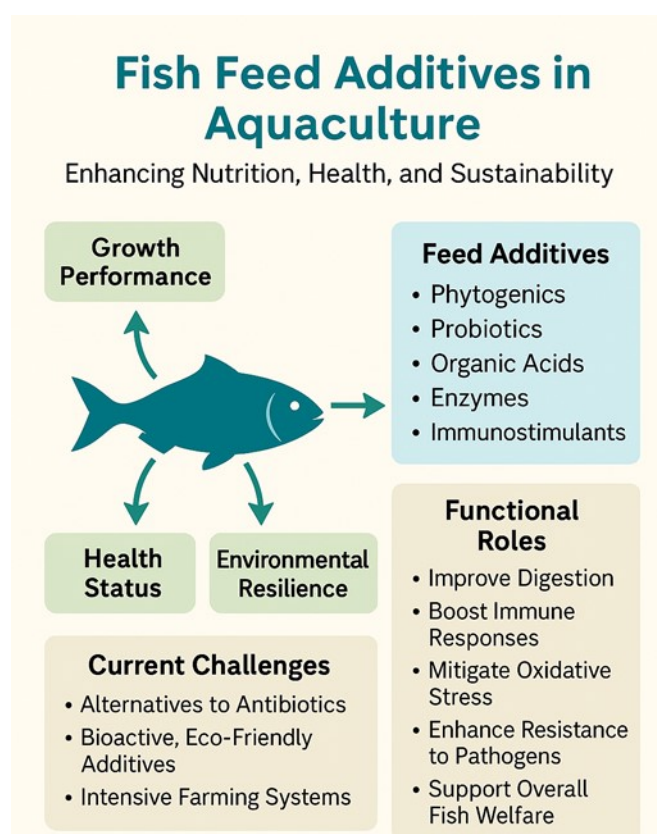 Fish Feed Additives in
Aquaculture
Enhancing Nutrition, Health, and Sustainability
Growth
Performance
Health
Status
Environmental
Resilience
Current Challenges
• Alternatives to Antibiotics
• Bioactive, Eco-Friendly
Additives
• Intensive Farming Systems
Feed Additives
• Phytogenics
• Probiotics
• Organic Acids
• Enzymes
• Immunostimulants
Functional
Roles
• Improve Digestion
• Boost Immune
Responses
• Mitigate Oxidative
Stress
• Enhance Resistance
to Pathogens
• Support Overall
Fish Welfare